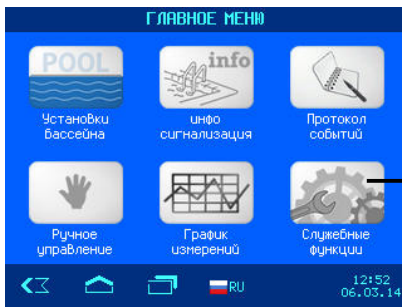 ГЛАВНОЕ МЕНЮ
POOL
info
Установки
бассейна
инфо
сигнализация
Протокол
событий
Ручное
управление
График
измерений
Служебные
функции
RU
12:52
06.03.14